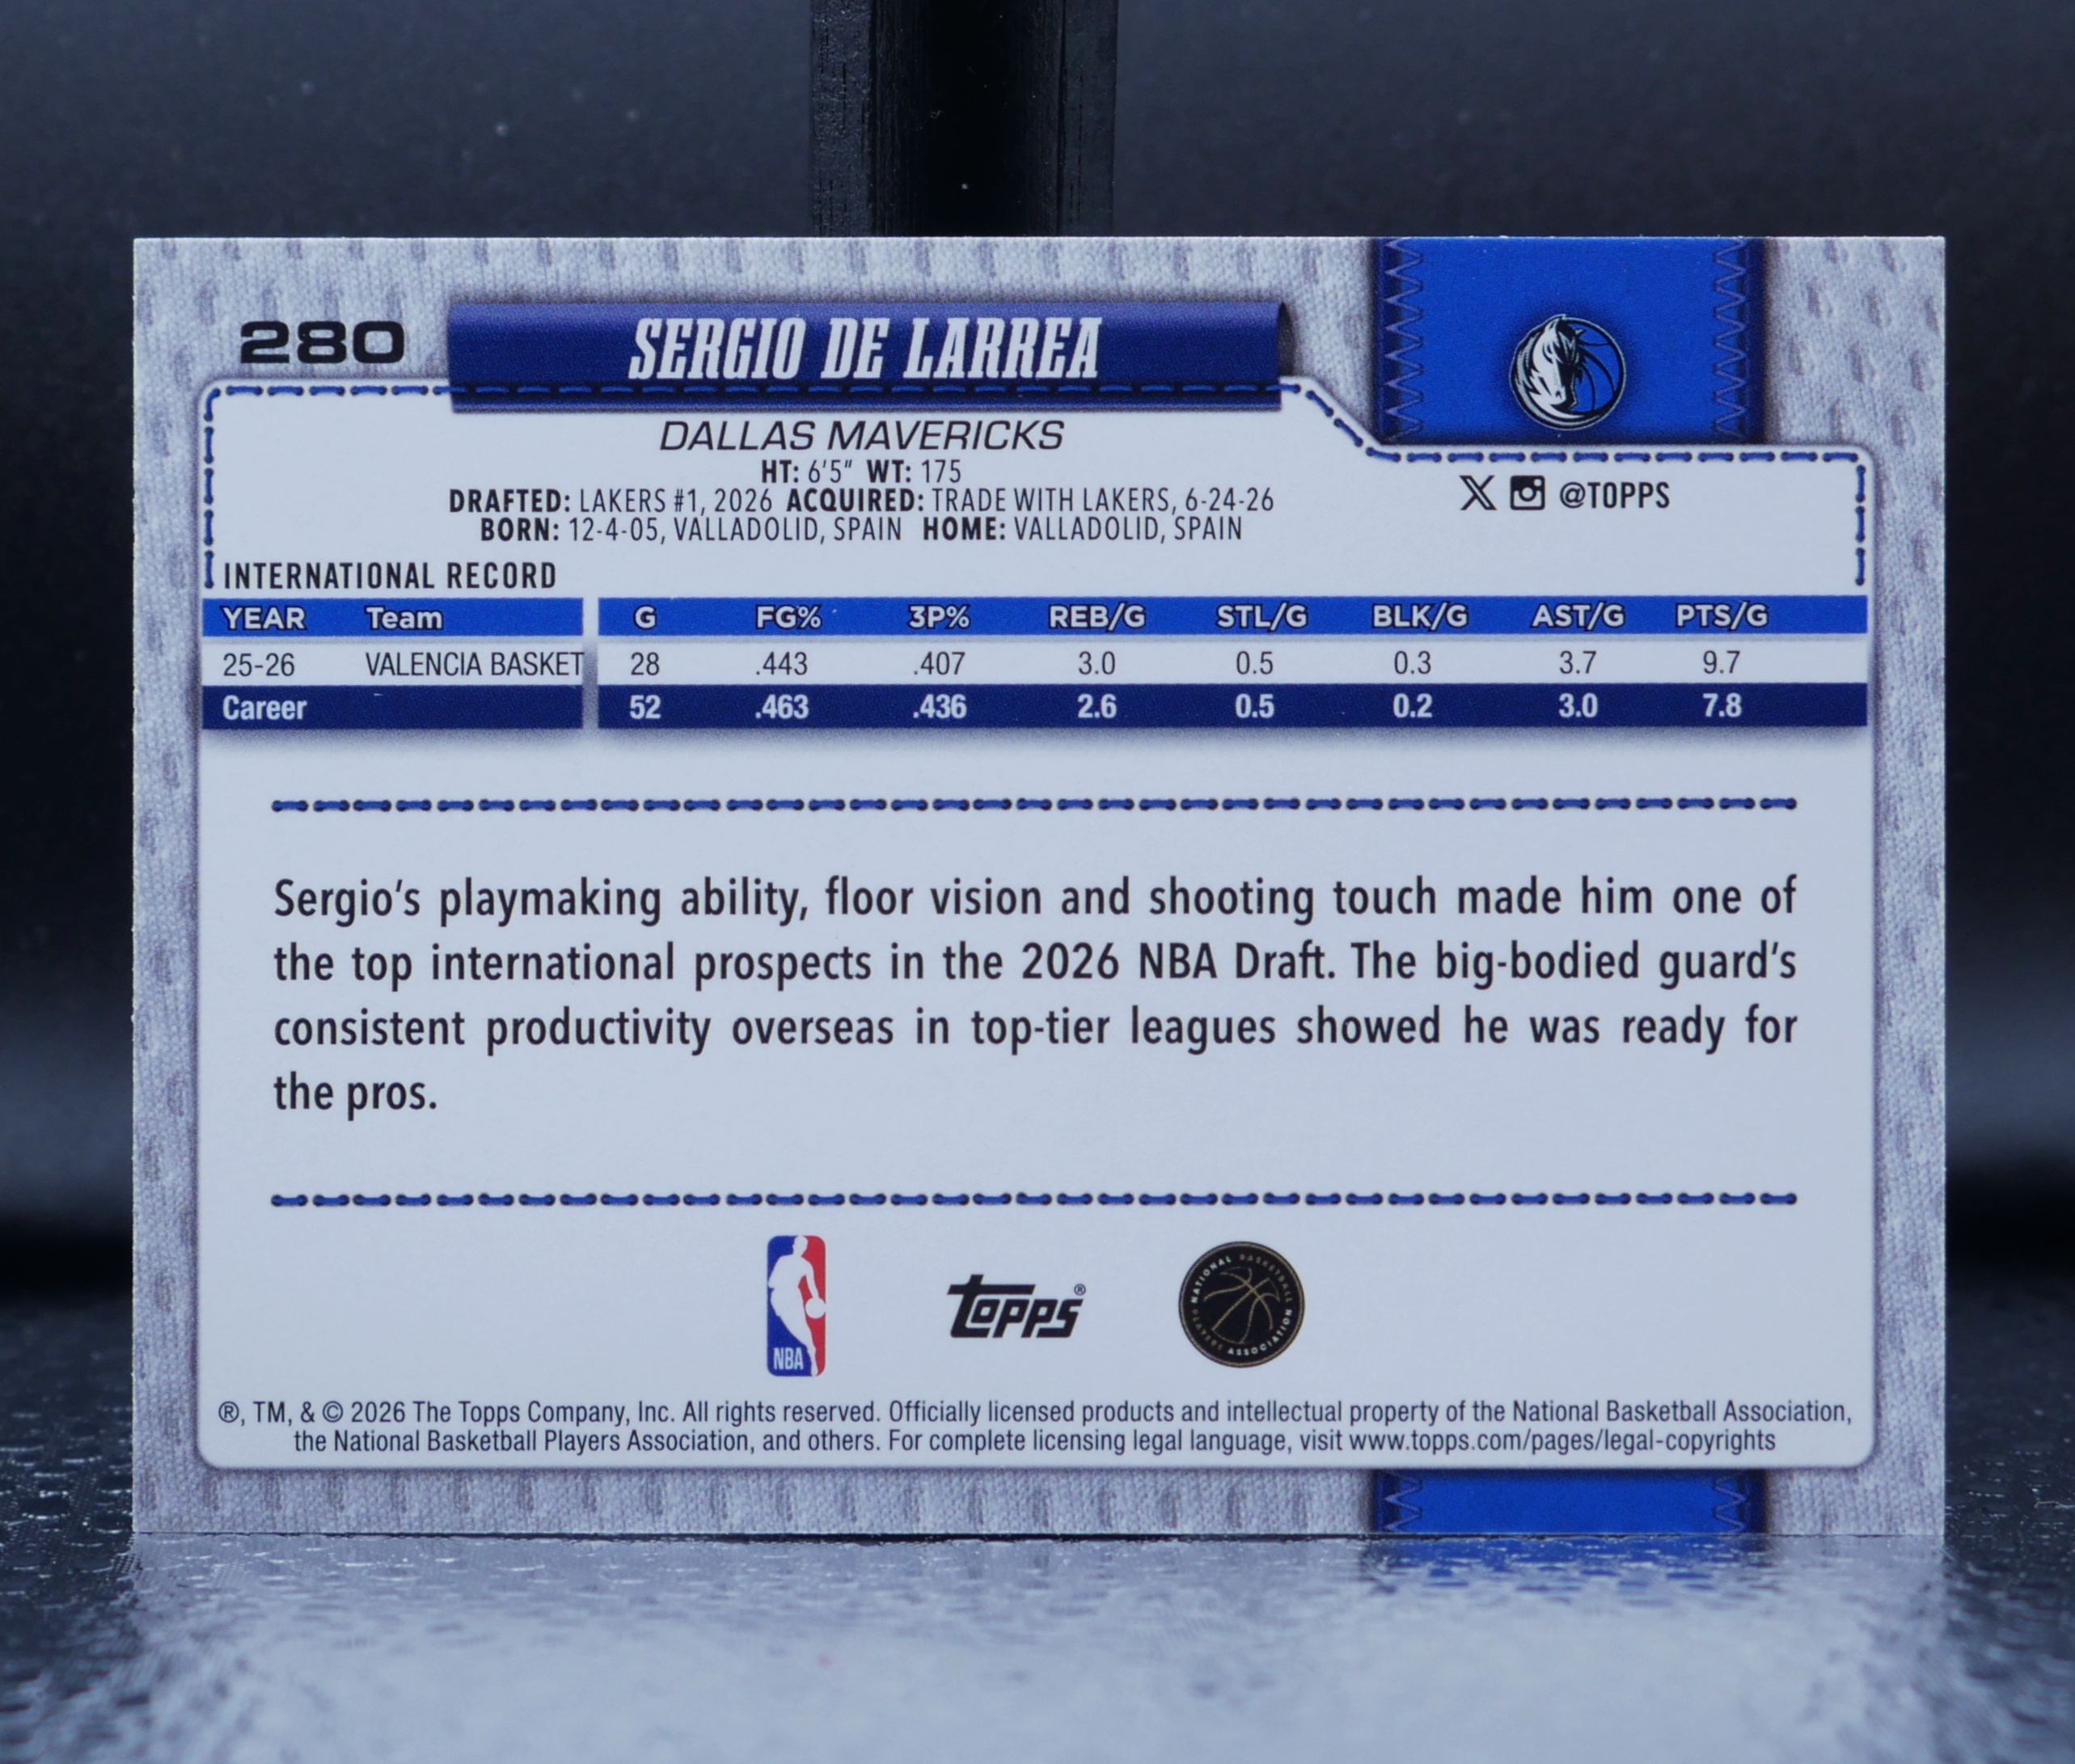 280
SERGIO DE LARREA
DALLAS MAVERICKS
HT: 6'5" WT: 175
DRAFTED: LAKERS #1, 2026 ACQUIRED: TRADE WITH LAKERS, 6-24-26
BORN: 12-4-05, VALLADOLID, SPAIN HOME: VALLADOLID, SPAIN
@TOPPS
INTERNATIONAL RECORD
YEAR Team G FG% 3P% REB/G STL/G BLK/G AST/G PTS/G
25-26 VALENCIA BASKET 28 .443 .407 3.0 0.5 0.3 3.7 9.7
Career 52 .463 .436 2.6 0.5 0.2 3.0 7.8
Sergio's playmaking ability, floor vision and shooting touch made him one of
the top international prospects in the 2026 NBA Draft. The big-bodied guard's
consistent productivity overseas in top-tier leagues showed he was ready for
the pros.
NBA
Topps®
NATIONAL BASKETBALL PLAYERS ASSOCIATION
®, TM, & © 2026 The Topps Company, Inc. All rights reserved. Officially licensed products and intellectual property of the National Basketball Association,
the National Basketball Players Association, and others. For complete licensing legal language, visit www.topps.com/pages/legal-copyrights